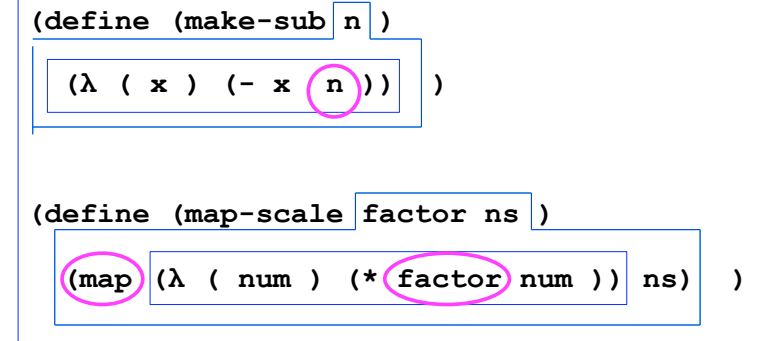 (define (make-sub n )
(λ ( x ) (- x n )) )
(define (map-scale factor ns )
(map (λ ( num ) (* factor num )) ns) )